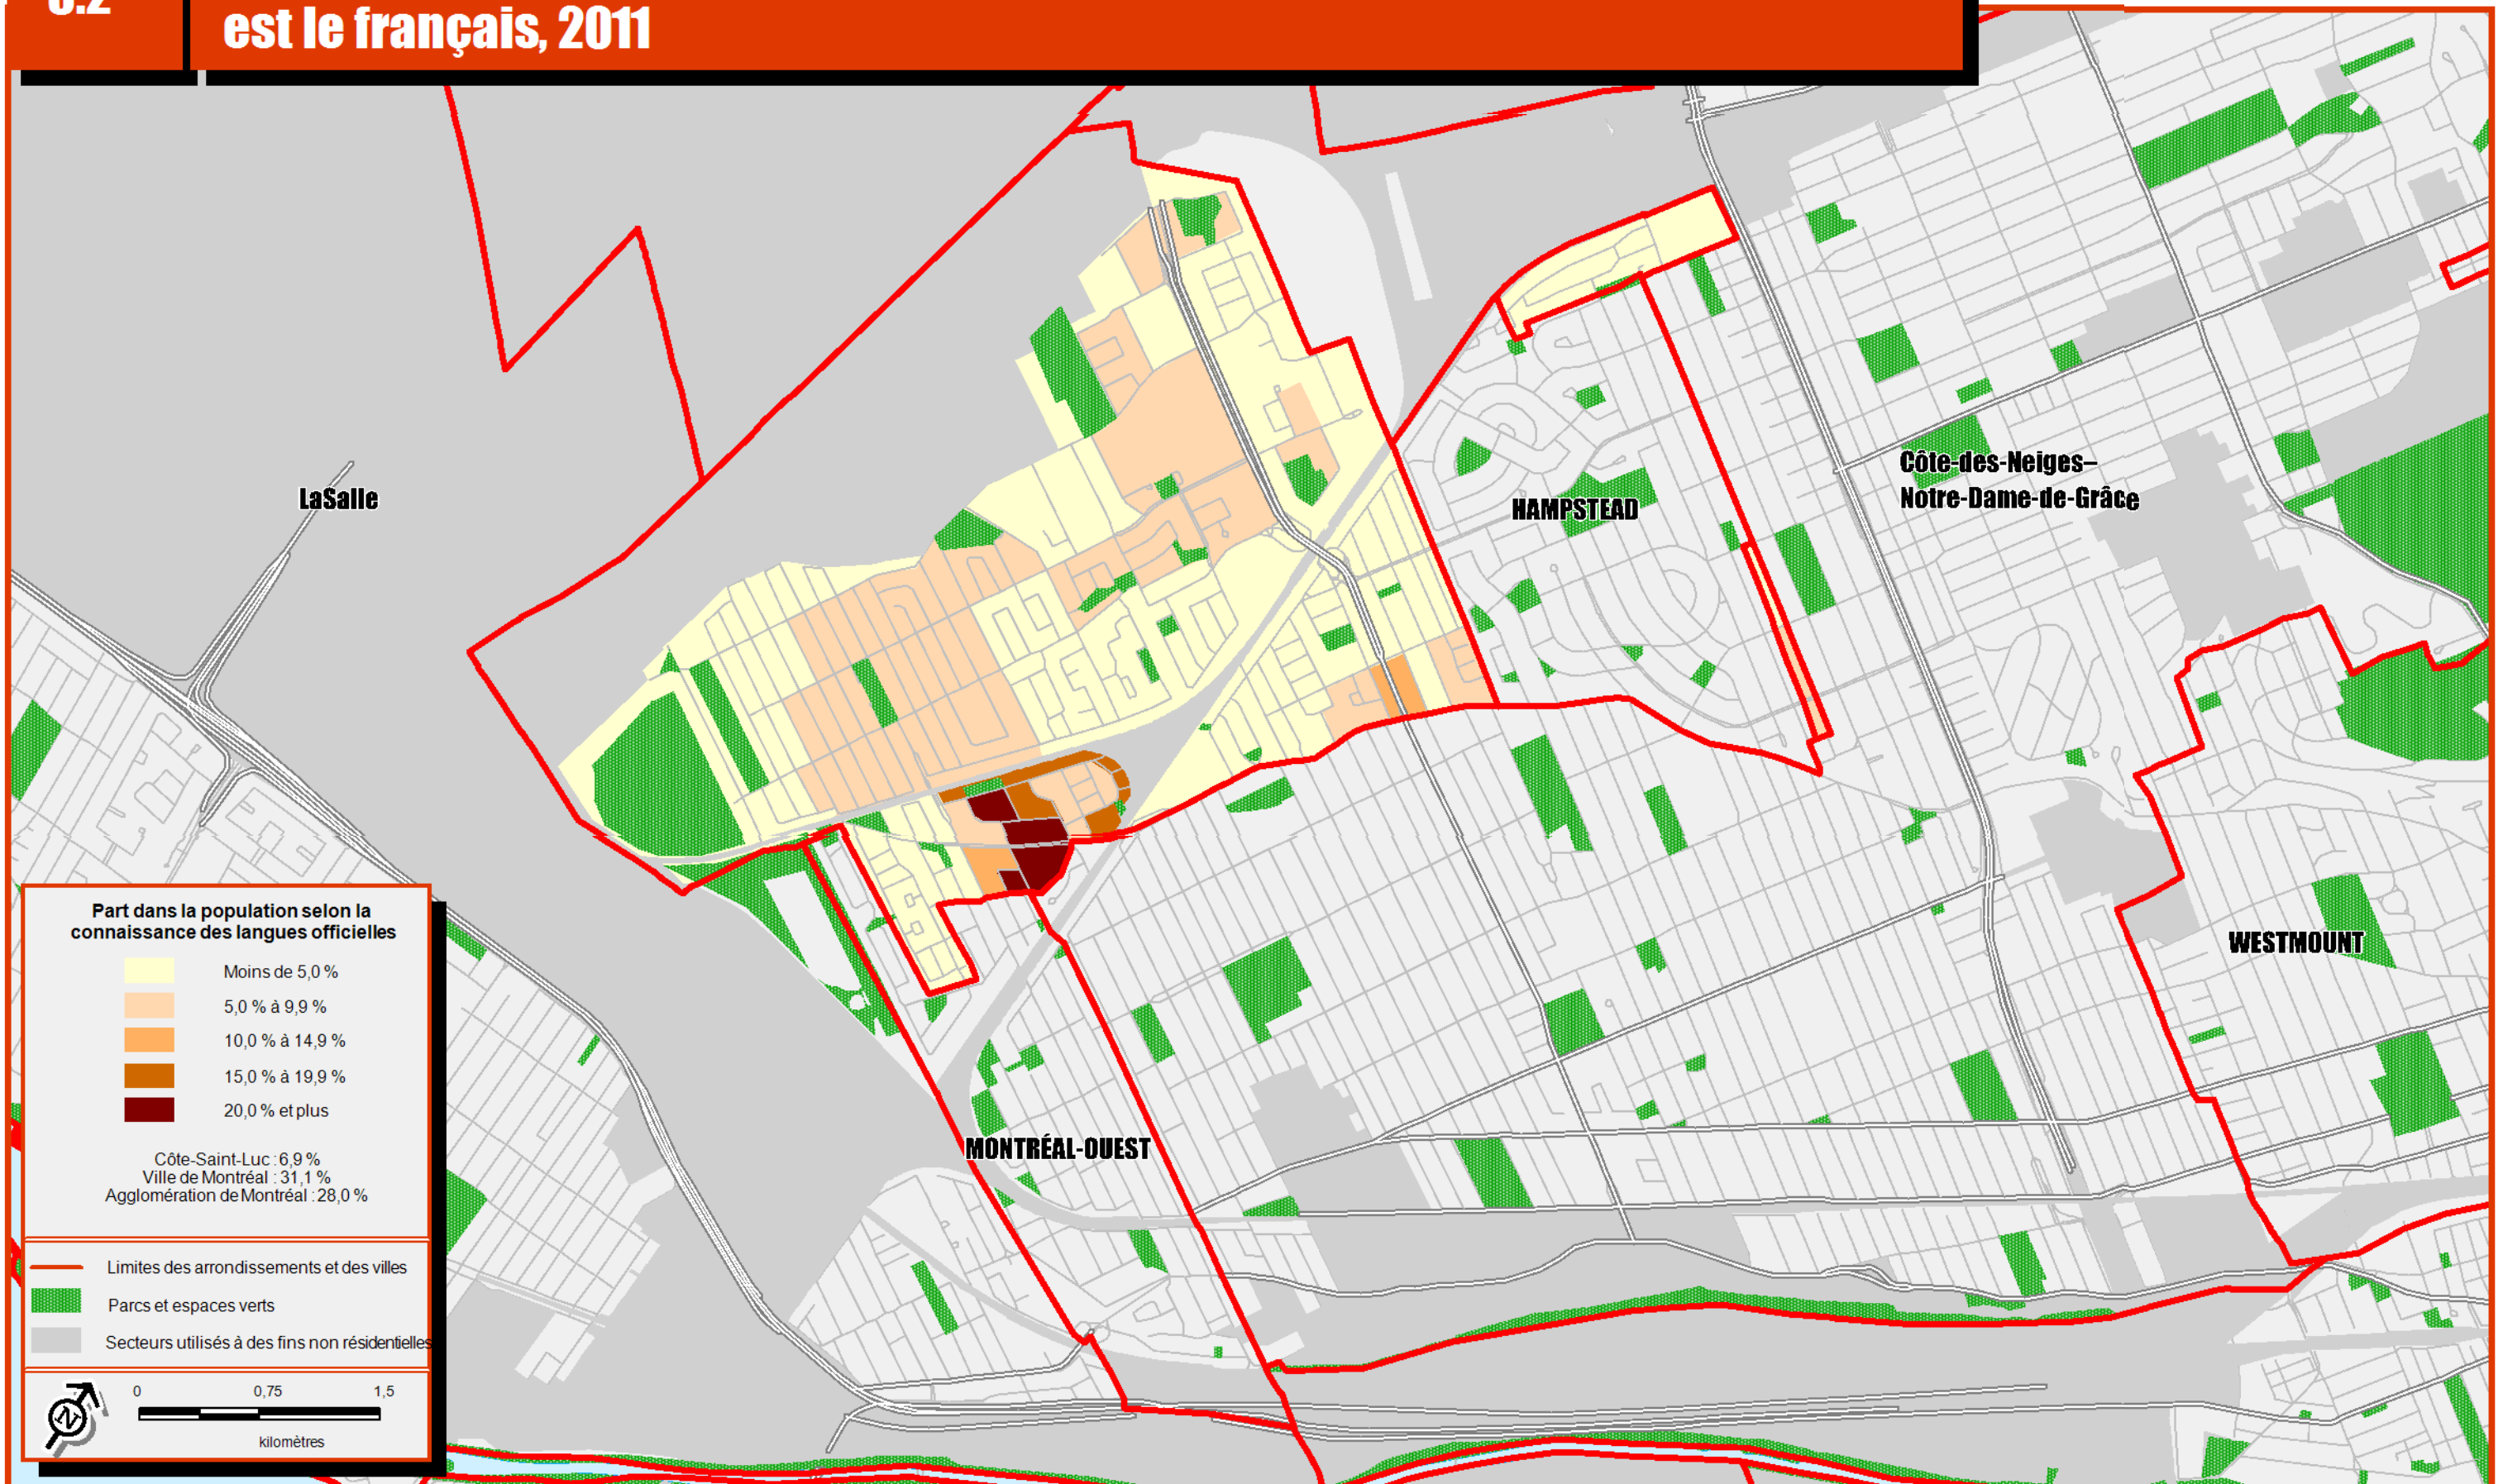 est le français, 2011
LaSalle
HAMPSTEAD
Côte-des-Neiges–
Notre-Dame-de-Grâce
WESTMOUNT
MONTRÉAL-OUEST
Part dans la population selon la
connaissance des langues officielles
Moins de 5,0 %
5,0 % à 9,9 %
10,0 % à 14,9 %
15,0 % à 19,9 %
20,0 % et plus
Côte-Saint-Luc : 6,9 %
Ville de Montréal : 31,1 %
Agglomération de Montréal : 28,0 %
Limites des arrondissements et des villes
Parcs et espaces verts
Secteurs utilisés à des fins non résidentielles
N
0 0,75 1,5
kilomètres